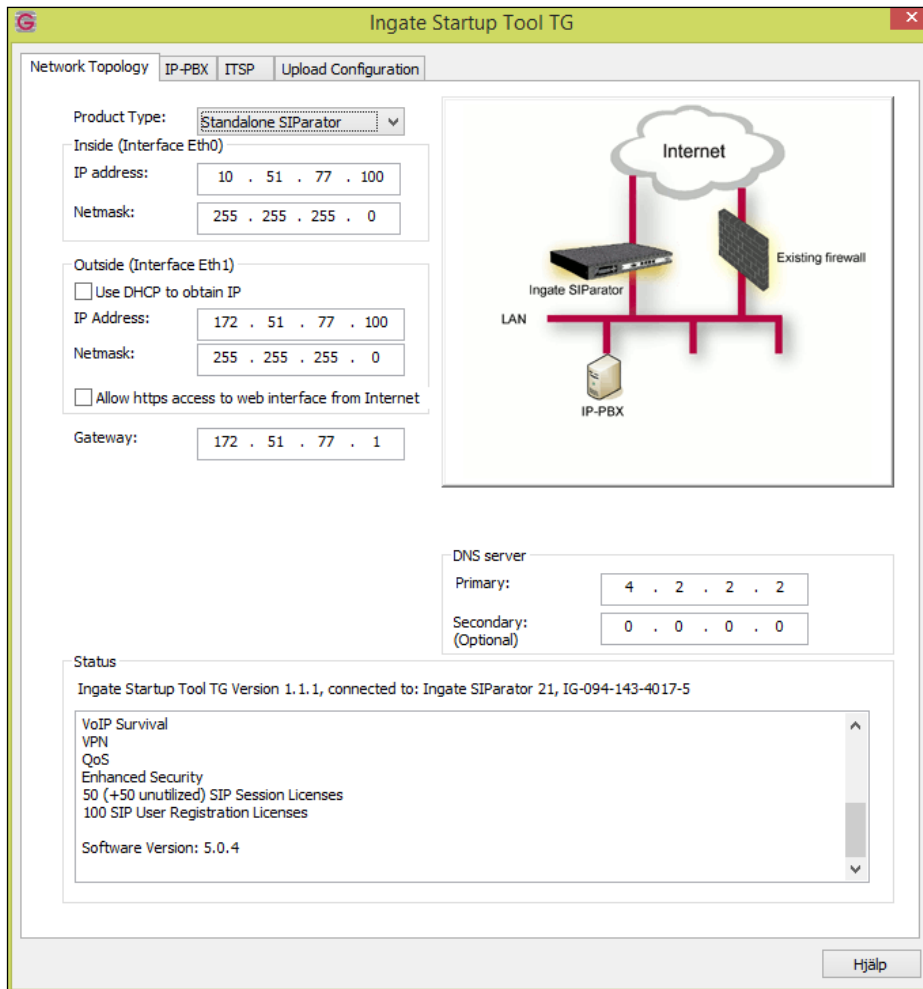 Ingate Startup Tool TG
Network Topology IP-PBX ITSP Upload Configuration
Product Type: Standalone SIParator
Inside (Interface Eth0)
IP address: 10 . 51 . 77 . 100
Netmask: 255 . 255 . 255 . 0
Outside (Interface Eth1)
Use DHCP to obtain IP
IP Address: 172 . 51 . 77 . 100
Netmask: 255 . 255 . 255 . 0
Allow https access to web interface from Internet
Gateway: 172 . 51 . 77 . 1
Internet
Existing firewall
Ingate SIParator
LAN
IP-PBX
DNS server
Primary: 4 . 2 . 2 . 2
Secondary: 0 . 0 . 0 . 0
(Optional)
Status
Ingate Startup Tool TG Version 1.1.1, connected to: Ingate SIParator 21, IG-094-143-4017-5
VoIP Survival
VPN
QoS
Enhanced Security
50 (+50 unutilized) SIP Session Licenses
100 SIP User Registration Licenses
Software Version: 5.0.4
Hjälp